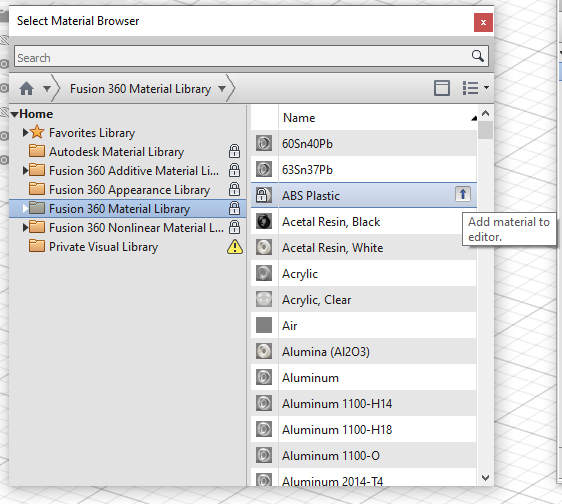 Select Material Browser
x
Search
Fusion 360 Material Library
Home
Favorites Library
Autodesk Material Library
Fusion 360 Additive Material Li...
Fusion 360 Appearance Library
Fusion 360 Material Library
Fusion 360 Nonlinear Material L...
Private Visual Library
Name
60Sn40Pb
63Sn37Pb
ABS Plastic
Acetal Resin, Black
Acetal Resin, White
Acrylic
Acrylic, Clear
Air
Alumina (Al2O3)
Aluminum
Aluminum 1100-H14
Aluminum 1100-H18
Aluminum 1100-O
Aluminum 2014-T4
Add material to
editor.